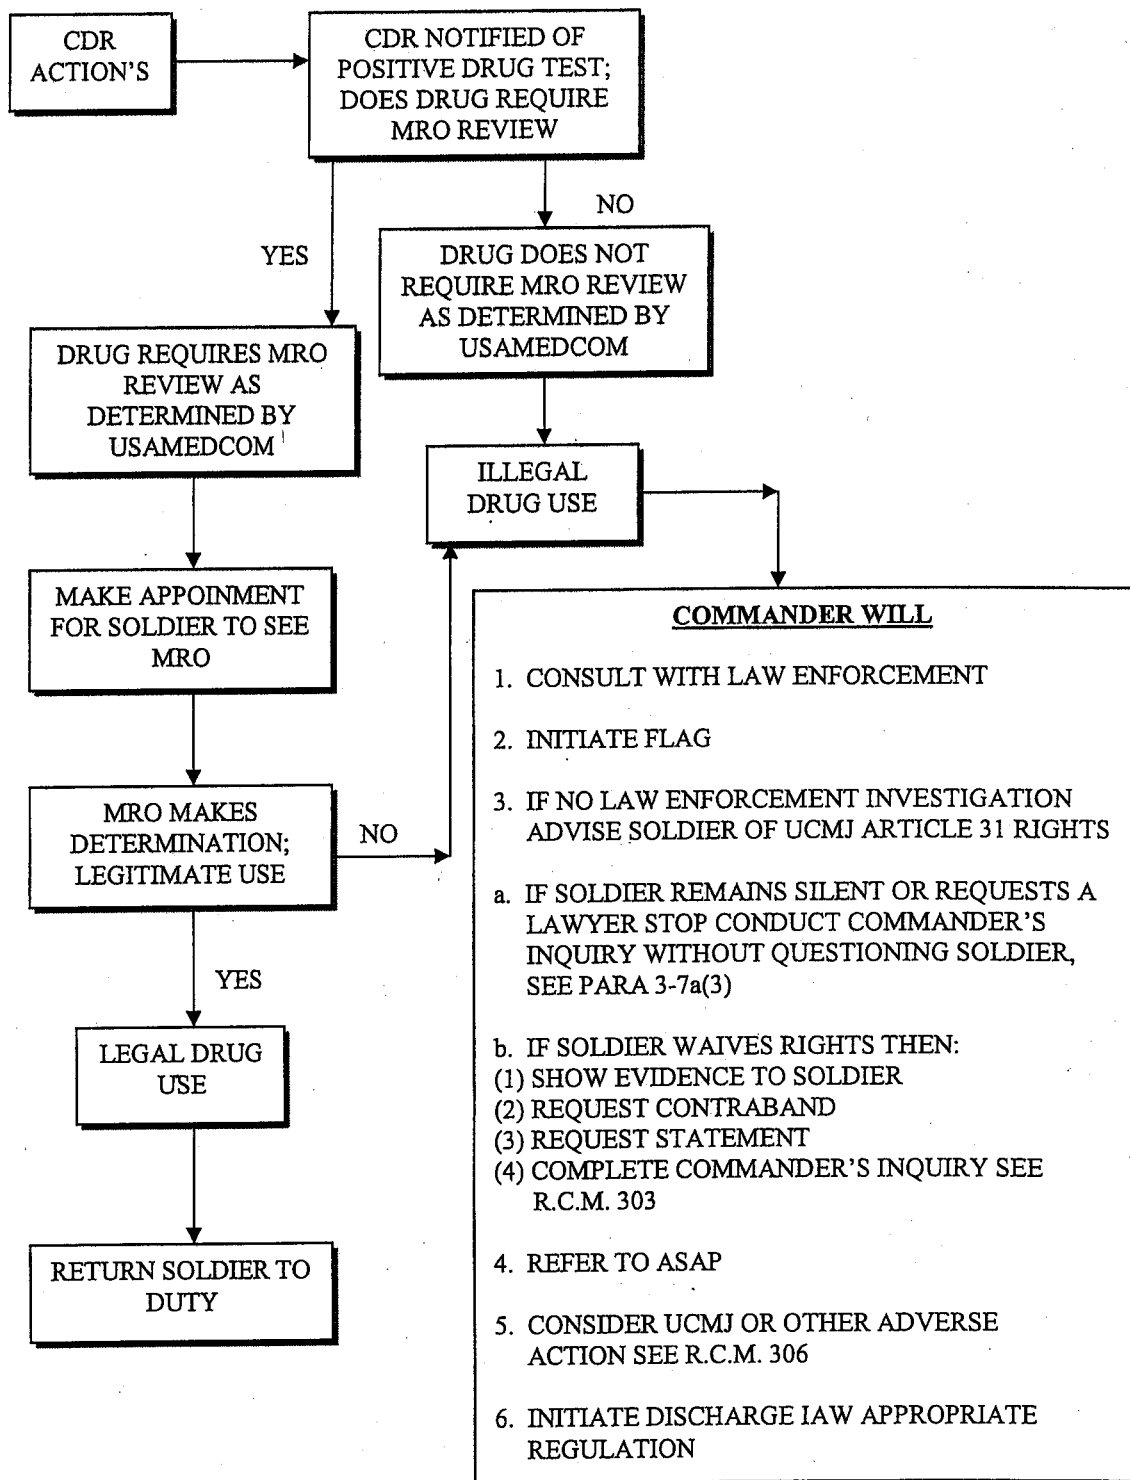 CDR
ACTION'S
CDR NOTIFIED OF
POSITIVE DRUG TEST;
DOES DRUG REQUIRE
MRO REVIEW
NO
YES
DRUG DOES NOT
REQUIRE MRO REVIEW
AS DETERMINED BY
USAMEDCOM
DRUG REQUIRES MRO
REVIEW AS
DETERMINED BY
USAMEDCOM
ILLEGAL
DRUG USE
MAKE APPOINMENT
FOR SOLDIER TO SEE
MRO
MRO MAKES
DETERMINATION;
LEGITIMATE USE
NO
YES
LEGAL DRUG
USE
RETURN SOLDIER TO
DUTY
COMMANDER WILL
1. CONSULT WITH LAW ENFORCEMENT
2. INITIATE FLAG
3. IF NO LAW ENFORCEMENT INVESTIGATION
ADVISE SOLDIER OF UCMJ ARTICLE 31 RIGHTS
a. IF SOLDIER REMAINS SILENT OR REQUESTS A
LAWYER STOP CONDUCT COMMANDER'S
INQUIRY WITHOUT QUESTIONING SOLDIER,
SEE PARA 3-7a(3)
b. IF SOLDIER WAIVES RIGHTS THEN:
(1) SHOW EVIDENCE TO SOLDIER
(2) REQUEST CONTRABAND
(3) REQUEST STATEMENT
(4) COMPLETE COMMANDER'S INQUIRY SEE
R.C.M. 303
4. REFER TO ASAP
5. CONSIDER UCMJ OR OTHER ADVERSE
ACTION SEE R.C.M. 306
6. INITIATE DISCHARGE IAW APPROPRIATE
REGULATION